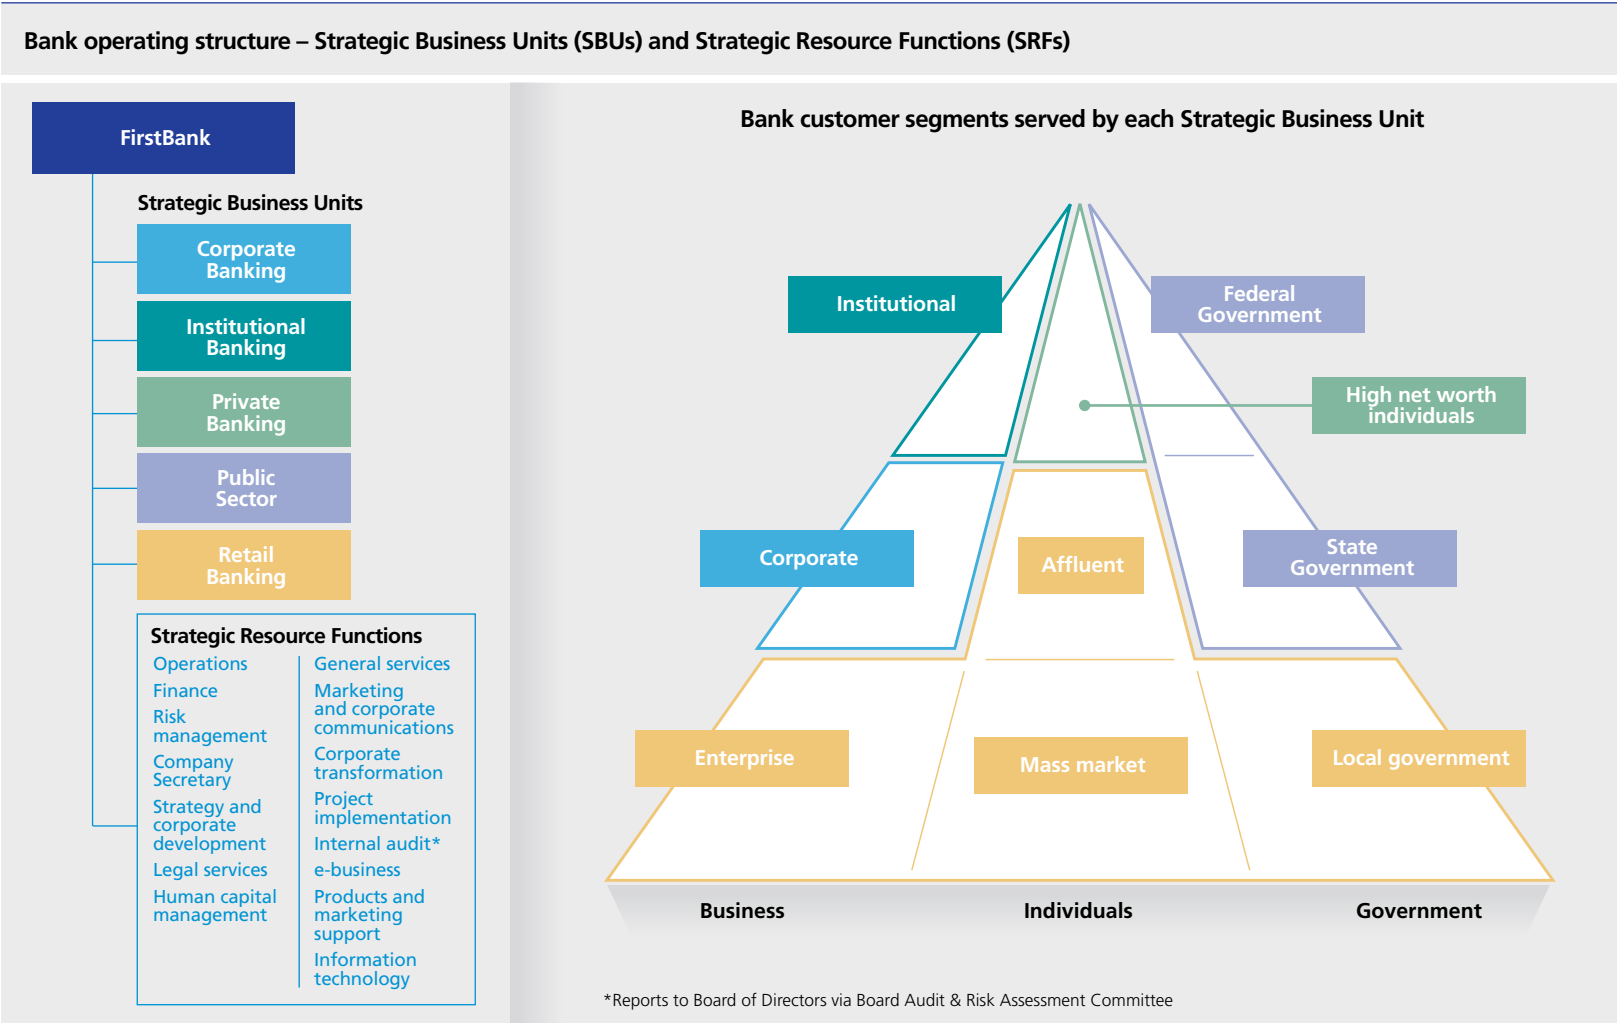 Bank operating structure – Strategic Business Units (SBUs) and Strategic Resource Functions (SRFs)
FirstBank
Strategic Business Units
Corporate
Banking
Institutional
Banking
Private
Banking
Public
Sector
Retail
Banking
Strategic Resource Functions
Operations
Finance
Risk
management
Company
Secretary
Strategy and
corporate
development
Legal services
Human capital
management
General services
Marketing
and corporate
communications
Corporate
transformation
Project
implementation
Internal audit*
e-business
Products and
marketing
support
Information
technology
Bank customer segments served by each Strategic Business Unit
Institutional
Federal
Government
High net worth
individuals
Corporate
Affluent
State
Government
Enterprise
Mass market
Local government
Business
Individuals
Government
*Reports to Board of Directors via Board Audit & Risk Assessment Committee